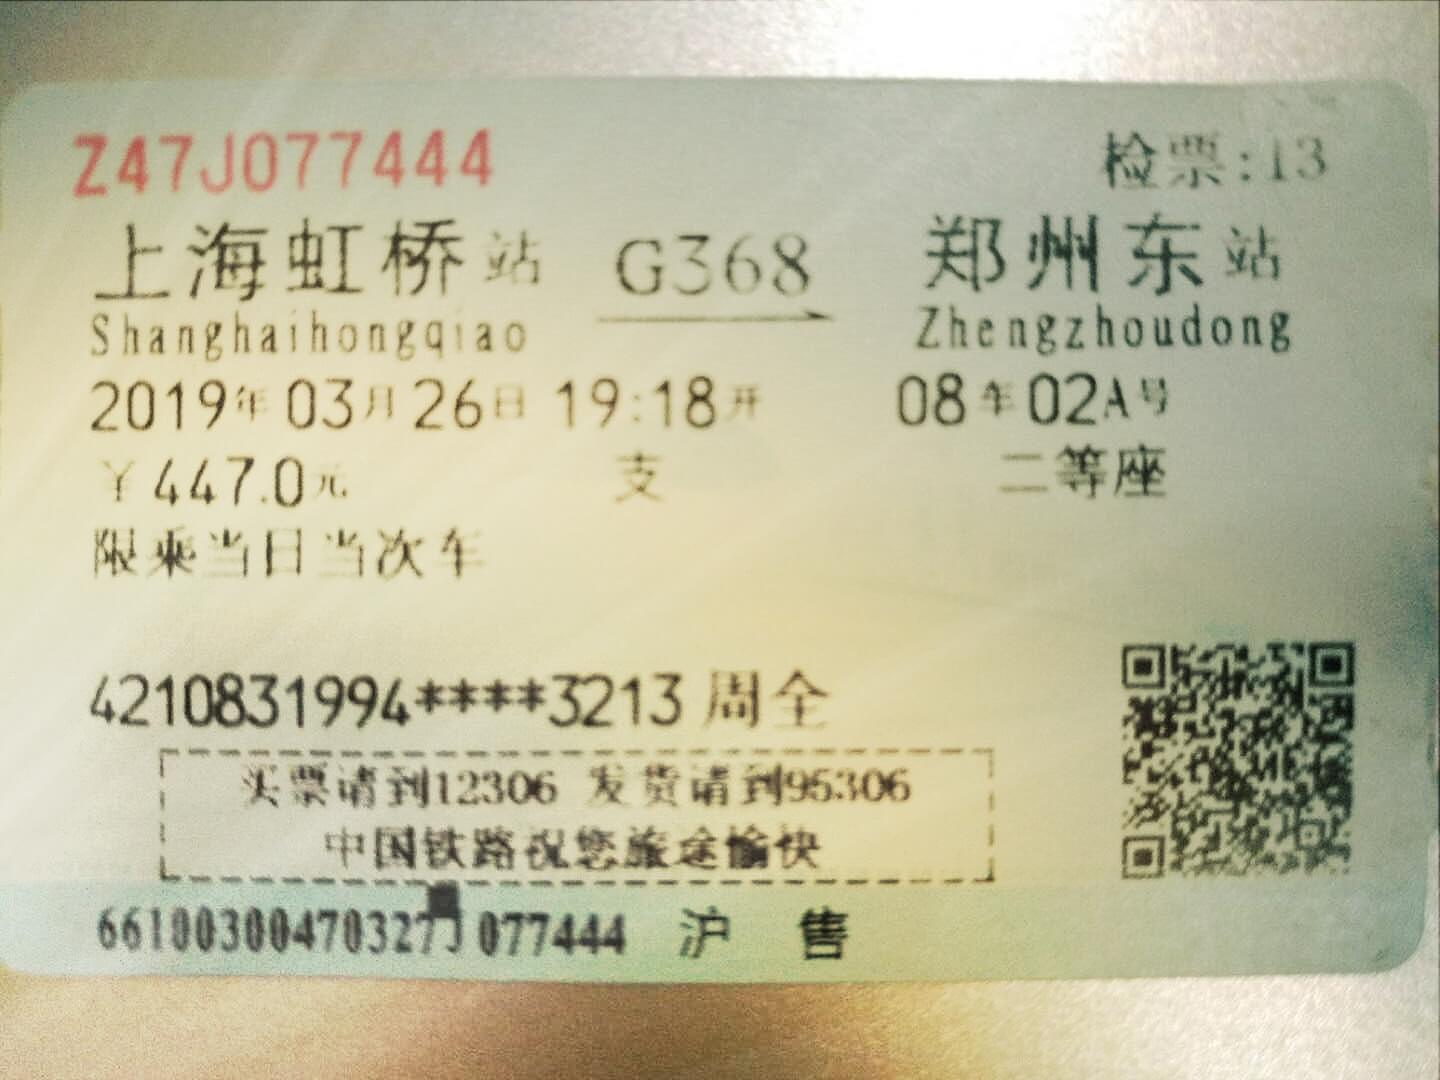 Z47J077444 检票:13
上海虹桥站 G368 郑州东站
Shanghaihongqiao Zhengzhoudong
2019年03月26日 19:18开 08车02A号
￥447.0元 支 二等座
限乘当日当次车
4210831994****3213 周全
买票请到12306 发货请到95306
中国铁路祝您旅途愉快
66100300470327J077444 沪售